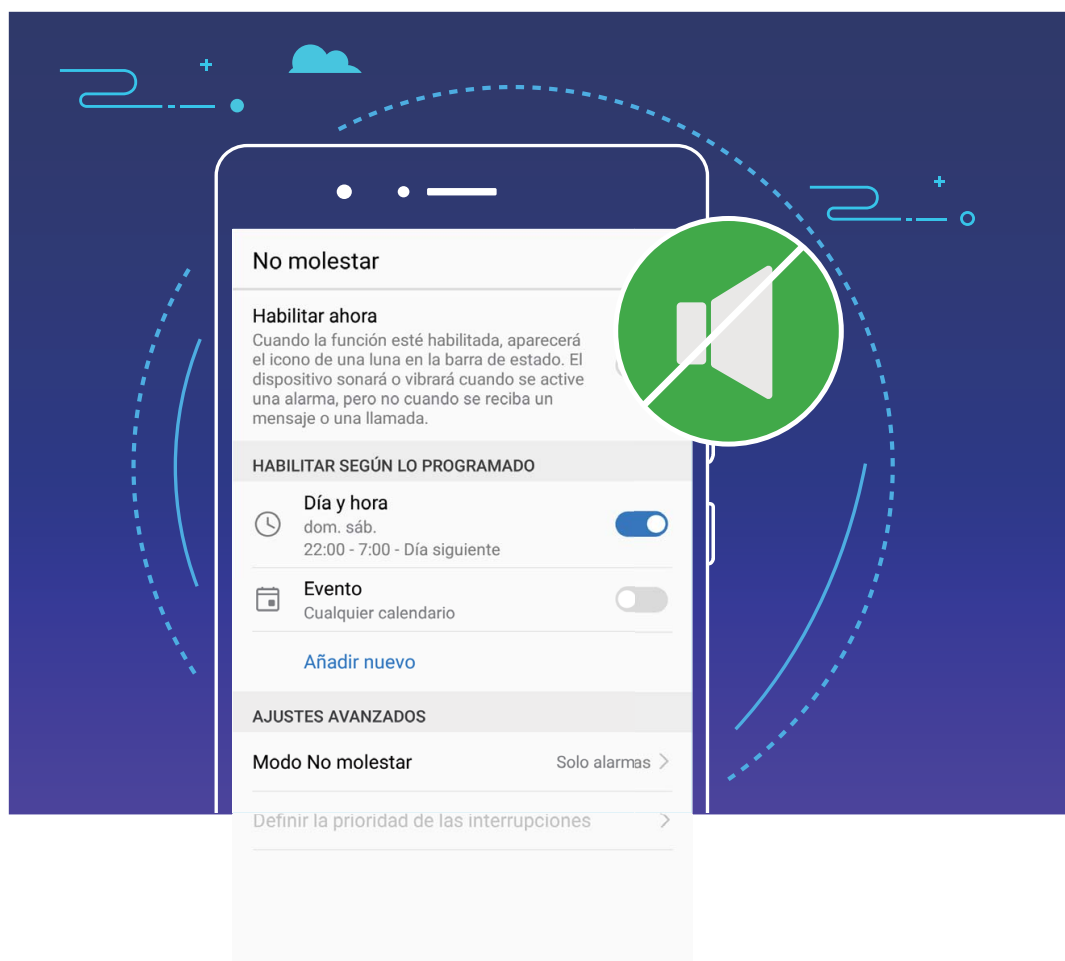 No molestar
Habilitar ahora
Cuando la función esté habilitada, aparecerá
el icono de una luna en la barra de estado. El
dispositivo sonará o vibrará cuando se active
una alarma, pero no cuando se reciba un
mensaje o una llamada.
HABILITAR SEGÚN LO PROGRAMADO
Día y hora
dom. sáb.
22:00 - 7:00 - Día siguiente
Evento
Cualquier calendario
Añadir nuevo
AJUSTES AVANZADOS
Modo No molestar Solo alarmas
Definir la prioridad de las interrupciones